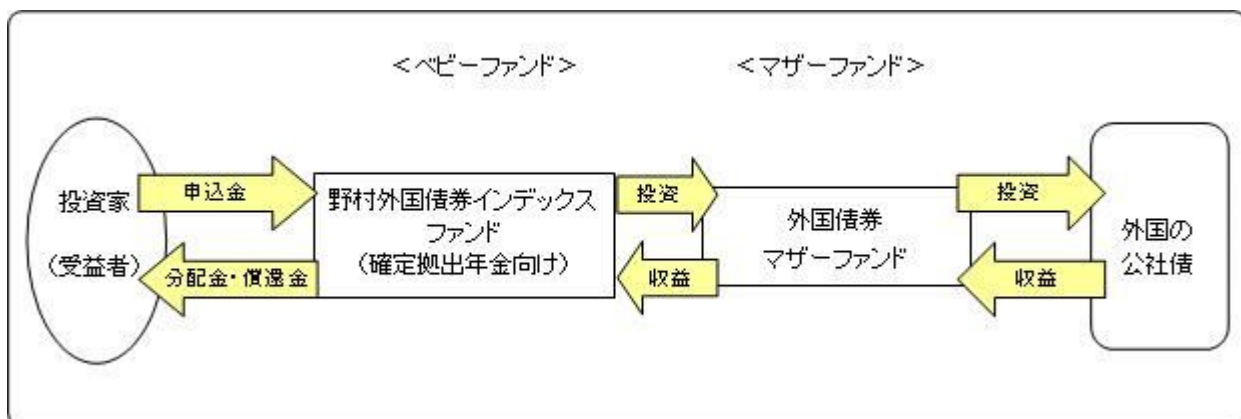 ＜ベビーファンド＞
＜マザーファンド＞
投資家
（受益者）
申込金
分配金・償還金
野村外国債券インデックス
ファンド
（確定拠出年金向け）
投資
収益
外国債券
マザーファンド
投資
収益
外国の
公社債